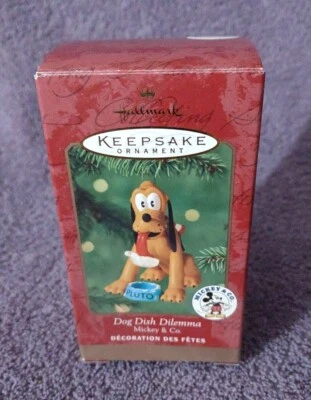 Hallmark
KEEPSAKE
ORNAMENT
PLUTO
MICKEY & CO.
Dog Dish Dilemma
Mickey & Co.
DÉCORATION DES FÊTES